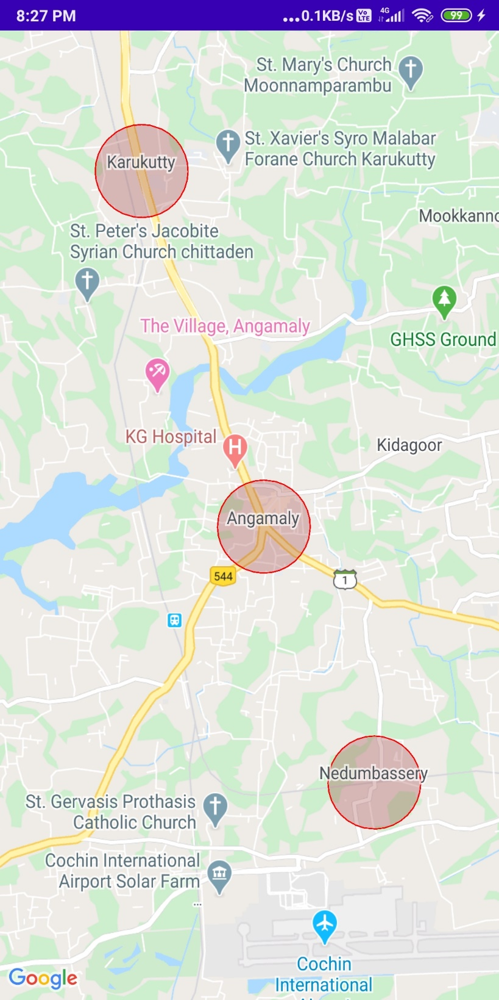 8:27 PM
...0.1KB/s
Vo
LTE
4G
99
St. Mary's Church
Moonnamparambu
St. Xavier's Syro Malabar
Forane Church Karukutty
Karukutty
Mookkanno
St. Peter's Jacobite
Syrian Church chittaden
The Village, Angamaly
GHSS Ground
KG Hospital
H
Kidagoor
Angamaly
544
1
Nedumbassery
St. Gervasis Prothasis
Catholic Church
Cochin International
Airport Solar Farm
...
Cochin
International
Google